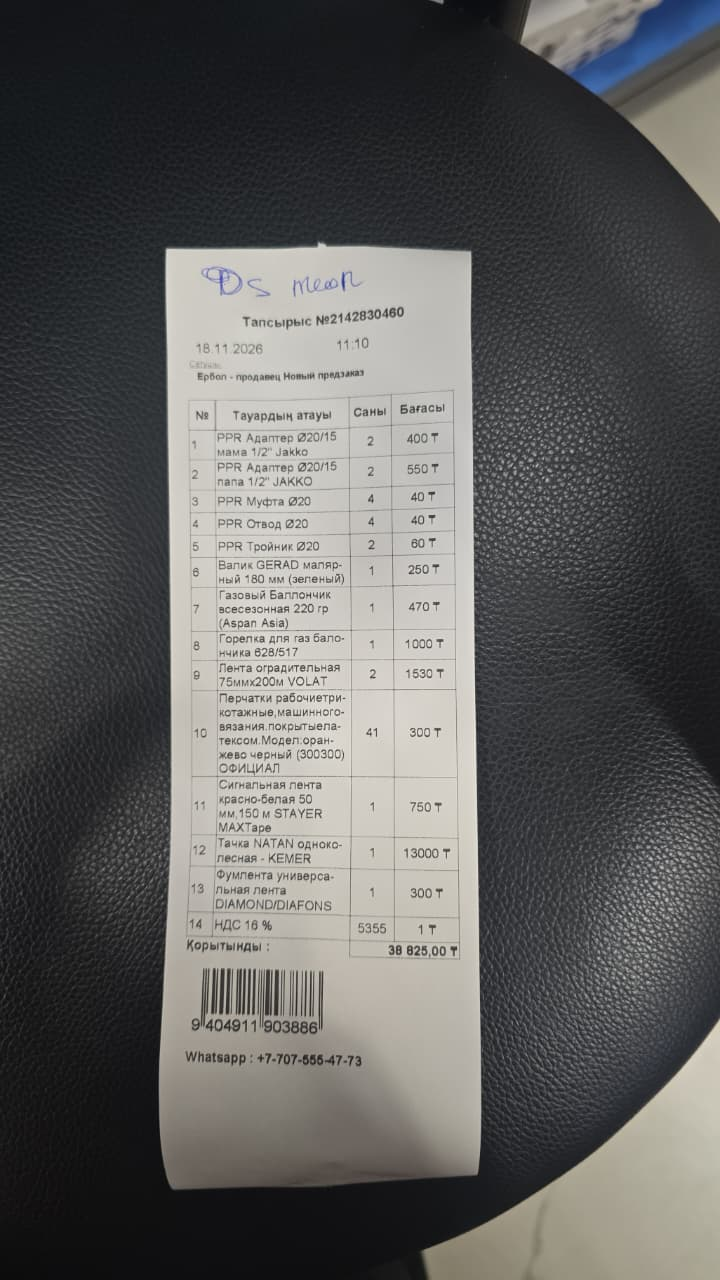 Ds
Тапсырыс №2142830460
18.11.2026 11:10
Сатушы:
Ербол - продавец Новый предзаказ
№ Тауардың атауы Саны Бағасы
1 PPR Адаптер Ø20/15 2 400 ₸
мама 1/2" Jakko
2 PPR Адаптер Ø20/15 2 550 ₸
папа 1/2" JAKKO
3 PPR Муфта Ø20 4 40 ₸
4 PPR Отвод Ø20 4 40 ₸
5 PPR Тройник Ø20 2 60 ₸
6 Валик GERAD маляр- 1 250 ₸
ный 180 мм (зеленый)
7 Газовый Баллончик 1 470 ₸
всесезонная 220 гр
(Aspan Asia)
8 Горелка для газ бало- 1 1000 ₸
нчика 628/517
9 Лента оградительная 2 1530 ₸
75ммх200м VOLAT
10 Перчатки рабочиетри- 41 300 ₸
котажные,машинного-
вязания,покрытыела-
тексом.Модел:оран-
жево черный (300300)
ОФИЦИАЛ
11 Сигнальная лента 1 750 ₸
красно-белая 50
мм,150 м STAYER
MAXTape
12 Тачка NATAN одноко- 1 13000 ₸
лесная - KEMER
13 Фумлента универса- 1 300 ₸
льная лента
DIAMOND/DIAFONS
14 НДС 16 % 5355 1 ₸
Қорытынды : 38 825,00 ₸
9 404911 903886
Whatsapp : +7-707-555-47-73